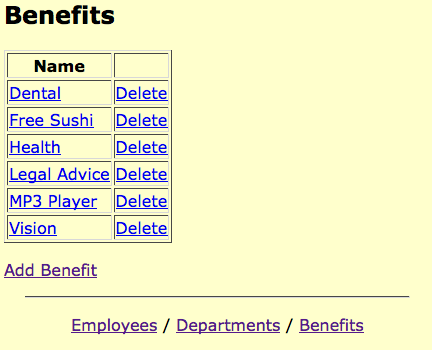 Benefits
Name
Dental Delete
Free Sushi Delete
Health Delete
Legal Advice Delete
MP3 Player Delete
Vision Delete
Add Benefit
Employees / Departments / Benefits